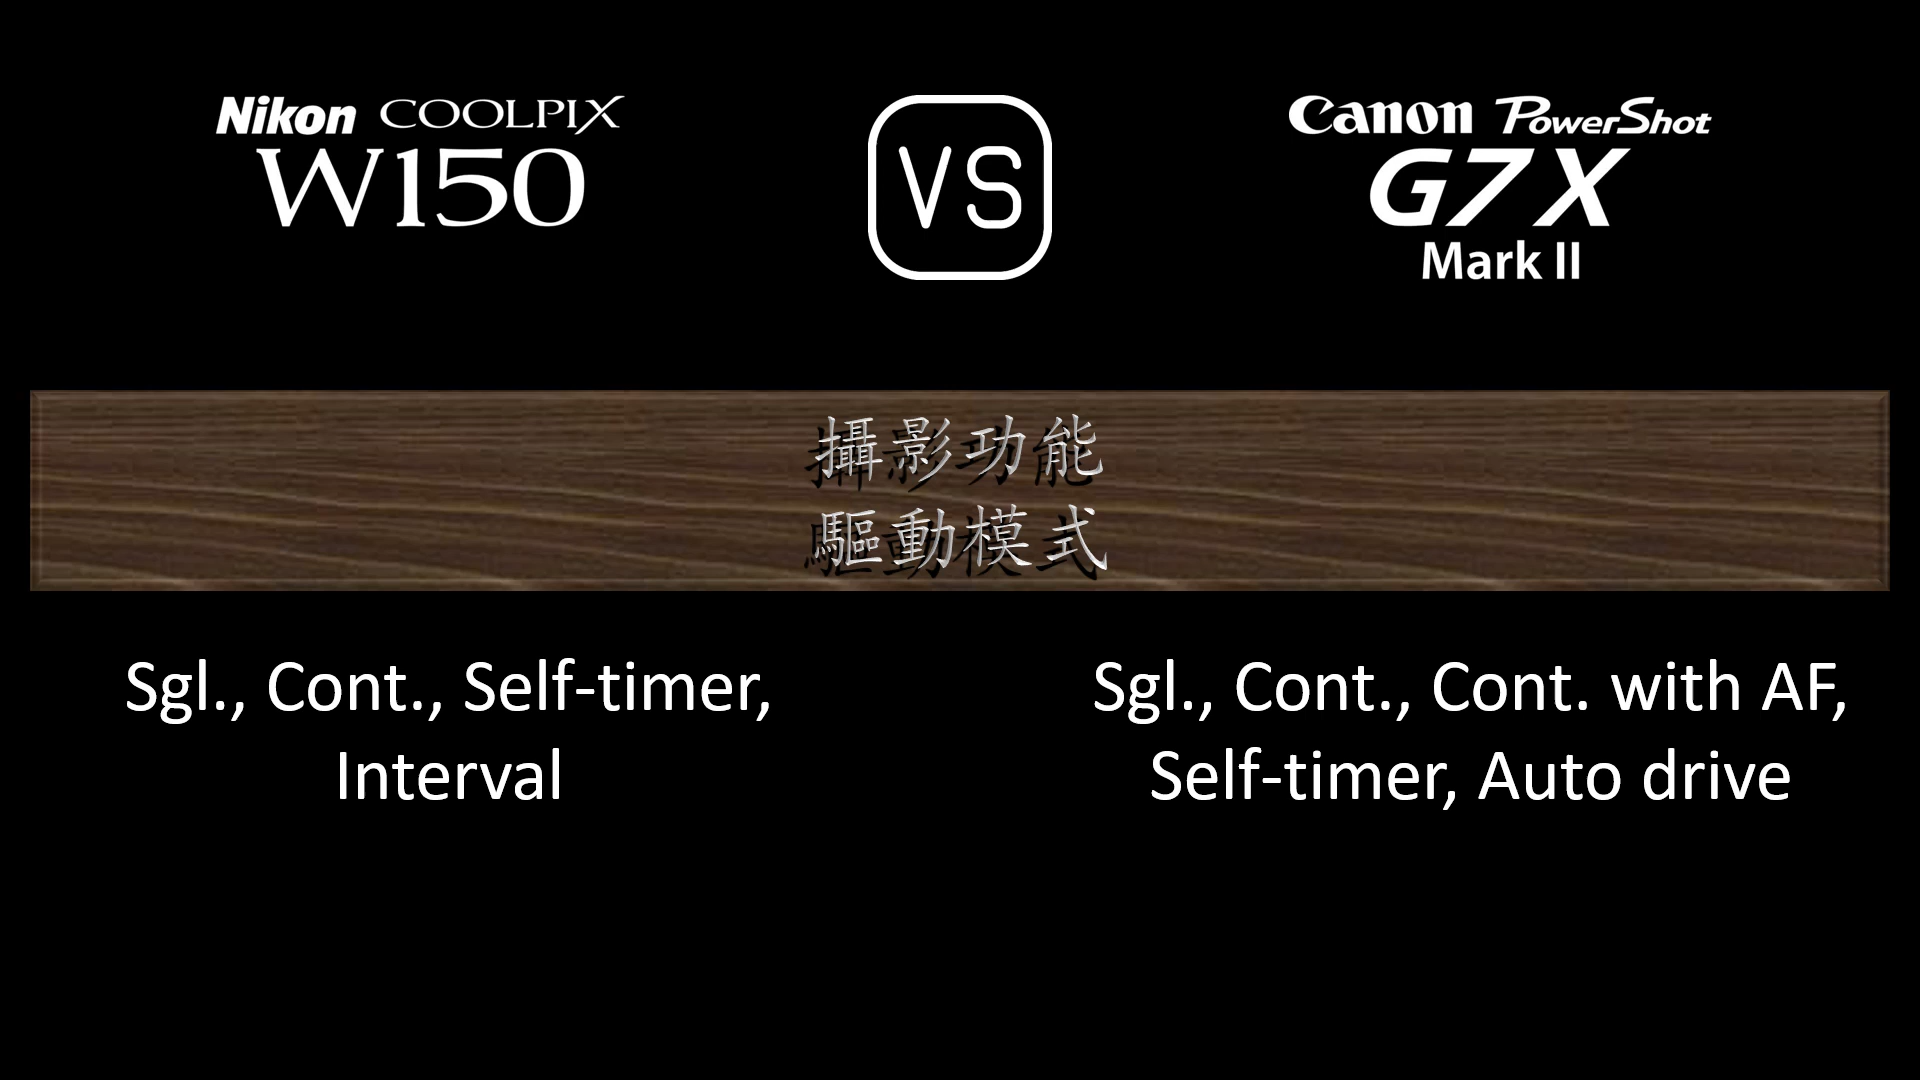 Nikon COOLPIX
W150
VS
Canon PowerShot
G7 X
Mark II
攝影功能
驅動模式
Sgl., Cont., Self-timer,
Interval
Sgl., Cont., Cont. with AF,
Self-timer, Auto drive